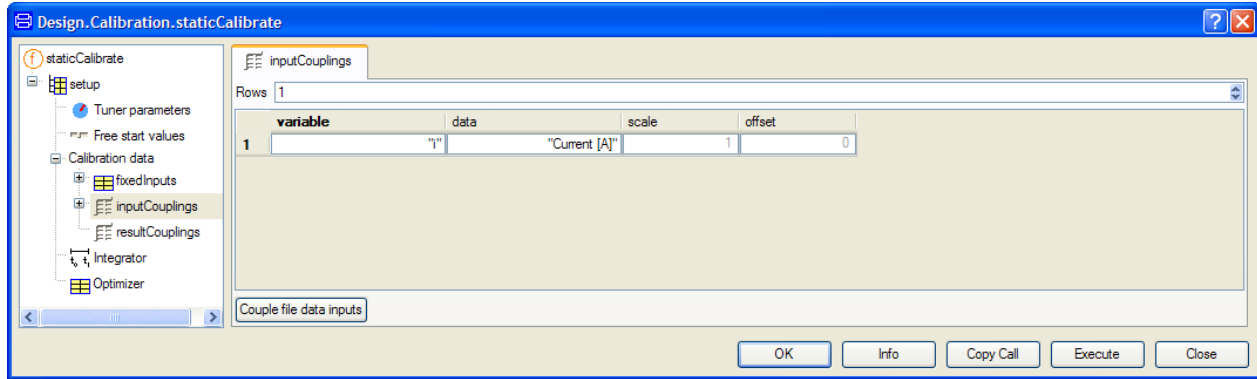 Design.Calibration.staticCalibrate
staticCalibrate
setup
Tuner parameters
Free start values
Calibration data
fixedInputs
inputCouplings
resultCouplings
Integrator
Optimizer
inputCouplings
Rows 1
variable data scale offset
1 "i" "Current [A]" 1 0
Couple file data inputs
OK Info Copy Call Execute Close